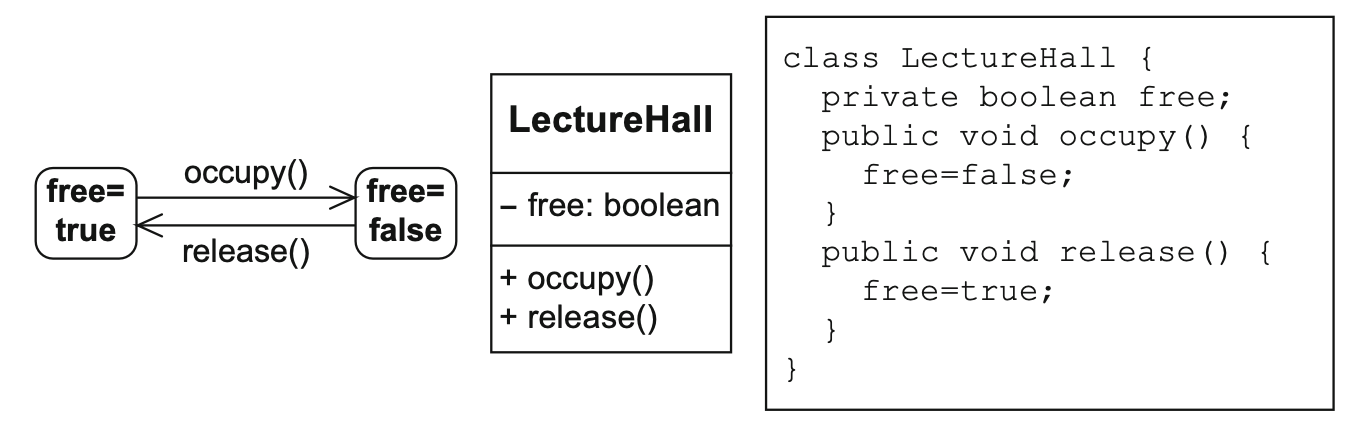 free=
true
occupy()
release()
free=
false
LectureHall
– free: boolean
+ occupy()
+ release()
class LectureHall {
  private boolean free;
  public void occupy() {
    free=false;
  }
  public void release() {
    free=true;
  }
}